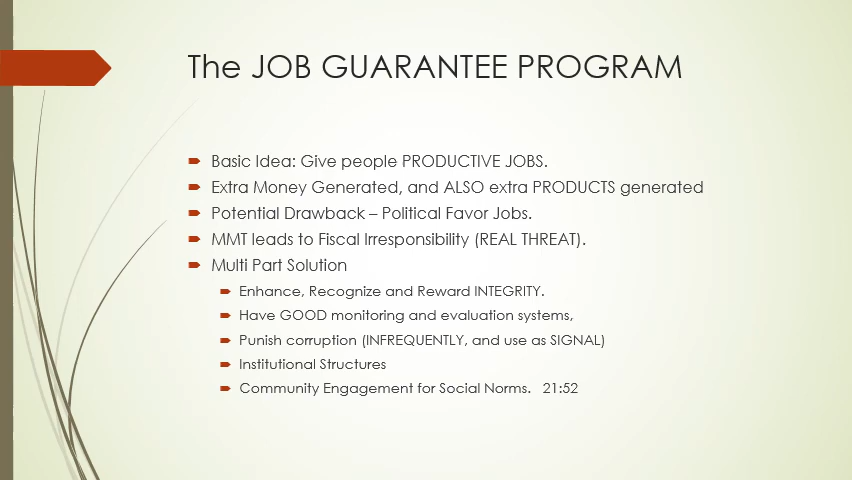 The JOB GUARANTEE PROGRAM
Basic Idea: Give people PRODUCTIVE JOBS.
Extra Money Generated, and ALSO extra PRODUCTS generated
Potential Drawback – Political Favor Jobs.
MMT leads to Fiscal Irresponsibility (REAL THREAT).
Multi Part Solution
Enhance, Recognize and Reward INTEGRITY.
Have GOOD monitoring and evaluation systems,
Punish corruption (INFREQUENTLY, and use as SIGNAL)
Institutional Structures
Community Engagement for Social Norms.   21:52